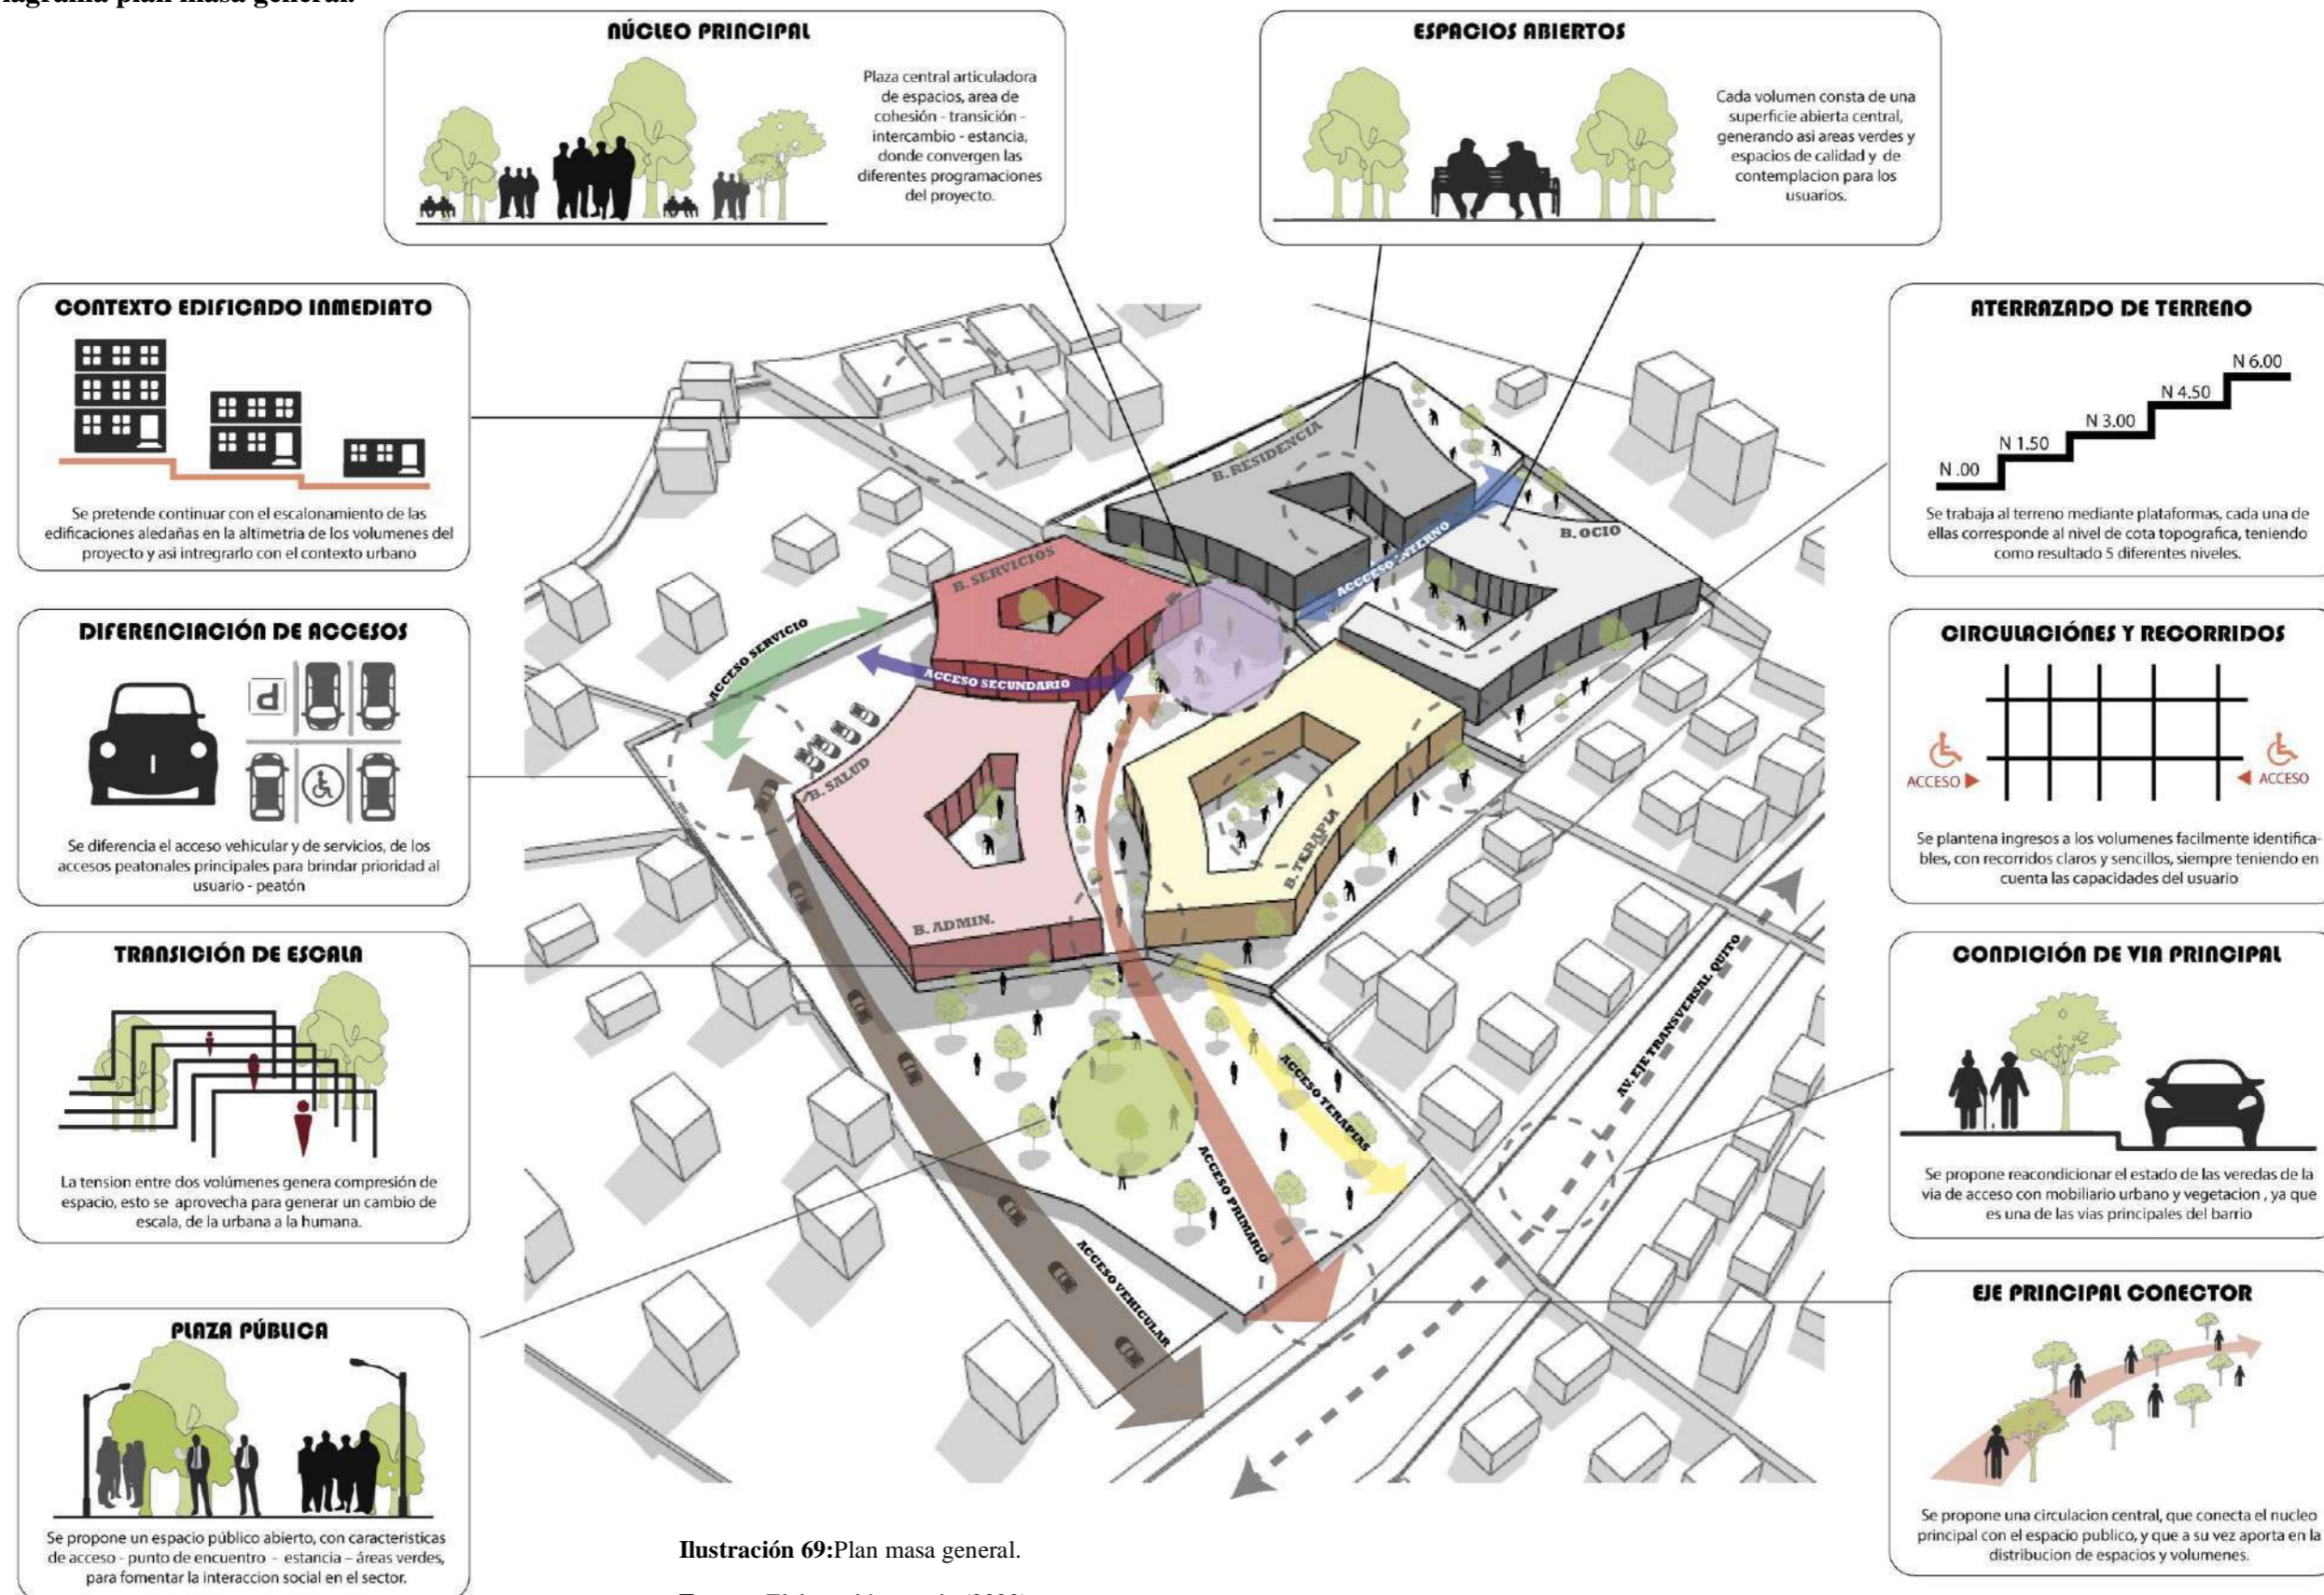 plan masa general.
NÚCLEO PRINCIPAL
Plaza central articuladora
de espacios, area de
cohesión - transición -
intercambio - estancia,
donde convergen las
diferentes programaciones
del proyecto.
ESPACIOS ABIERTOS
Cada volumen consta de una
superficie abierta central,
generando asi areas verdes y
espacios de calidad y de
contemplacion para los
usuarios.
CONTEXTO EDIFICADO INMEDIATO
Se pretende continuar con el escalonamiento de las
edificaciones aledañas en la altimetria de los volumenes del
proyecto y asi intregrarlo con el contexto urbano
DIFERENCIACIÓN DE ACCESOS
Se diferencia el acceso vehicular y de servicios, de los
accesos peatonales principales para brindar prioridad al
usuario - peatón
TRANSICIÓN DE ESCALA
La tension entre dos volúmenes genera compresión de
espacio, esto se aprovecha para generar un cambio de
escala, de la urbana a la humana.
PLAZA PÚBLICA
Se propone un espacio público abierto, con caracteristicas
de acceso - punto de encuentro - estancia – áreas verdes,
para fomentar la interaccion social en el sector.
B. RESIDENCIA
B. OCIO
B. SERVICIOS
ACCCESO INTERNO
ACCESO SERVICIO
ACCESO SECUNDARIO
B. SALUD
B. TERAPIA
B. ADMIN.
AV. EJE TRANSVERSAL QUITO
ACCESO TERAPIAS
ACCESO PRIMARIO
ACCESO VEHICULAR
ATERRAZADO DE TERRENO
N 6.00
N 4.50
N 3.00
N 1.50
N .00
Se trabaja al terreno mediante plataformas, cada una de
ellas corresponde al nivel de cota topografica, teniendo
como resultado 5 diferentes niveles.
CIRCULACIÓNES Y RECORRIDOS
ACCESO
ACCESO
Se plantena ingresos a los volumenes facilmente identifica-
bles, con recorridos claros y sencillos, siempre teniendo en
cuenta las capacidades del usuario
CONDICIÓN DE VIA PRINCIPAL
Se propone reacondicionar el estado de las veredas de la
via de acceso con mobiliario urbano y vegetacion , ya que
es una de las vias principales del barrio
EJE PRINCIPAL CONECTOR
Se propone una circulacion central, que conecta el nucleo
principal con el espacio publico, y que a su vez aporta en la
distribucion de espacios y volumenes.
Ilustración 69:Plan masa general.